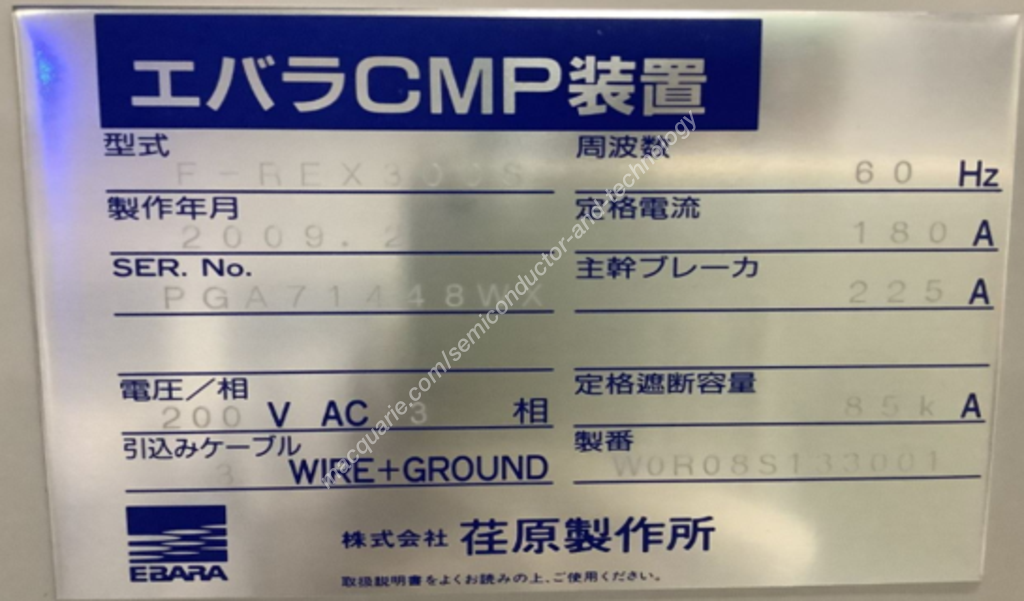 エバラCMP装置
型式 F-REX300S
周波数 60 Hz
製作年月 2009.2
定格電流 180 A
SER. No. PGA71448WX
主幹ブレーカ 225 A
電圧/相 200 V AC 3 相
定格遮断容量 85k A
引込みケーブル 3 WIRE+GROUND
製番 W0R08S133001
EBARA
株式会社 荏原製作所
取扱説明書をよくお読みの上、ご使用ください。
macquarie.com/semiconductor-and-technology